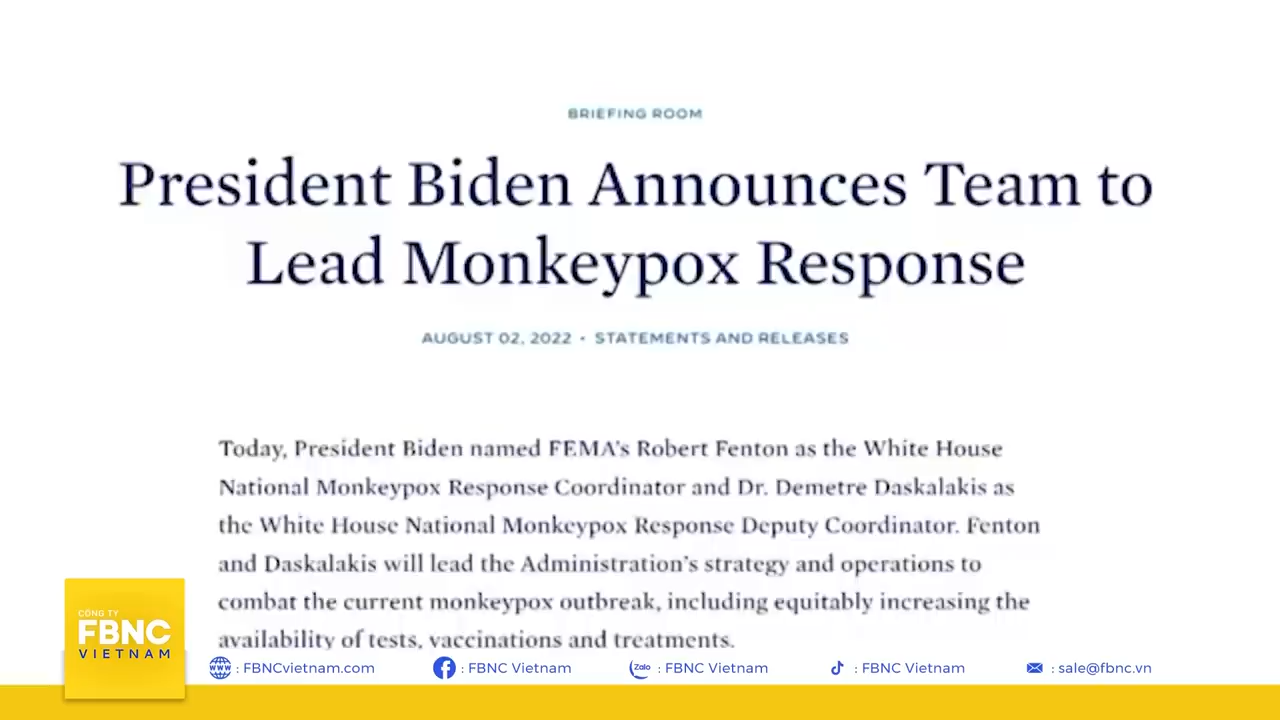 BRIEFING ROOM
President Biden Announces Team to
Lead Monkeypox Response
AUGUST 02, 2022 • STATEMENTS AND RELEASES
Today, President Biden named FEMA's Robert Fenton as the White House
National Monkeypox Response Coordinator and Dr. Demetre Daskalakis as
the White House National Monkeypox Response Deputy Coordinator. Fenton
and Daskalakis will lead the Administration's strategy and operations to
combat the current monkeypox outbreak, including equitably increasing the
availability of tests, vaccinations and treatments.
CÔNG TY
FBNC
VIETNAM
WWW : FBNCvietnam.com
: FBNC Vietnam
Zalo : FBNC Vietnam
: FBNC Vietnam
: sale@fbnc.vn